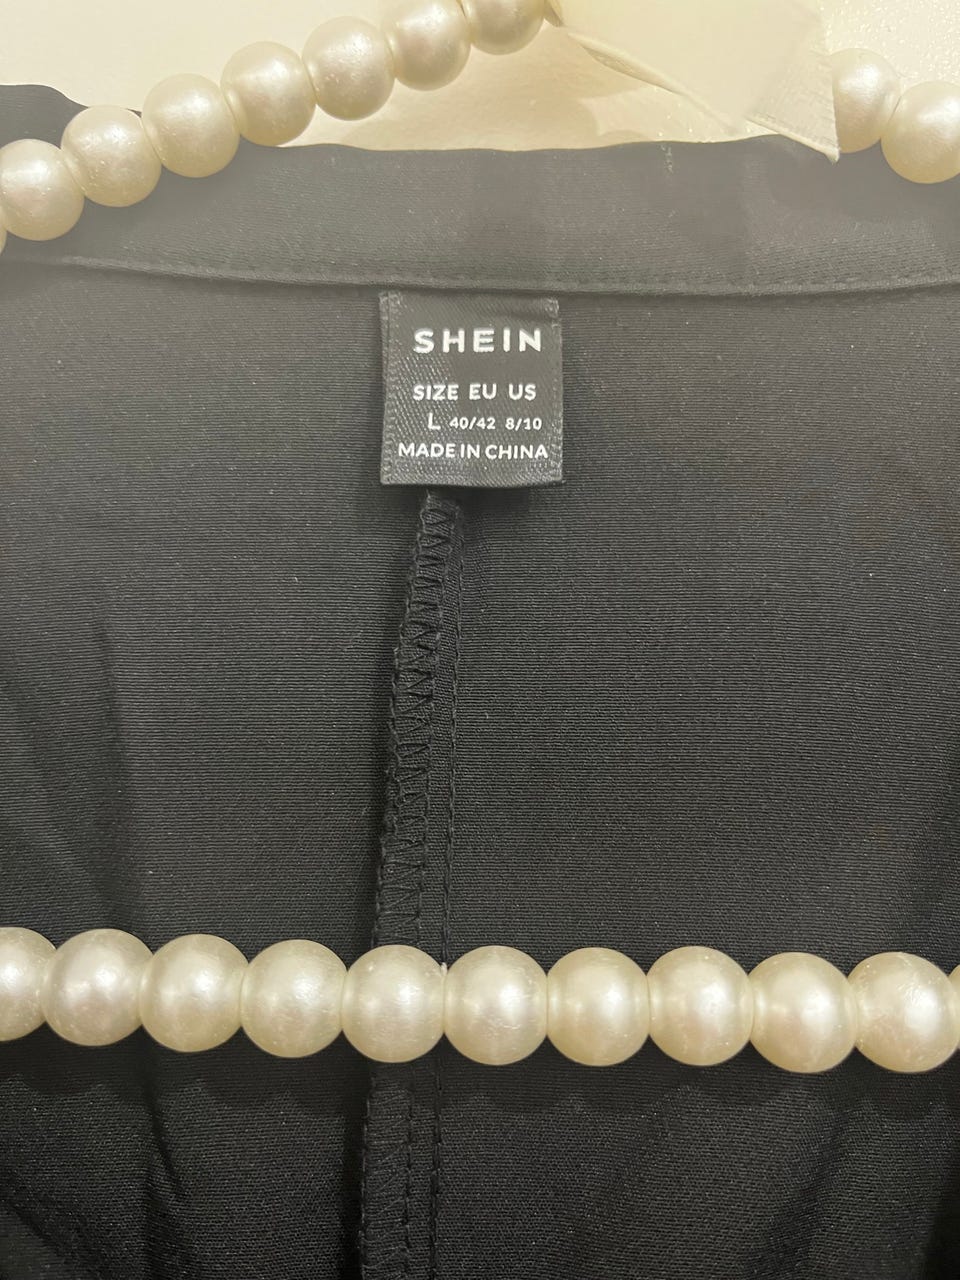 SHEIN
SIZE EU US
L 40/42 8/10
MADE IN CHINA